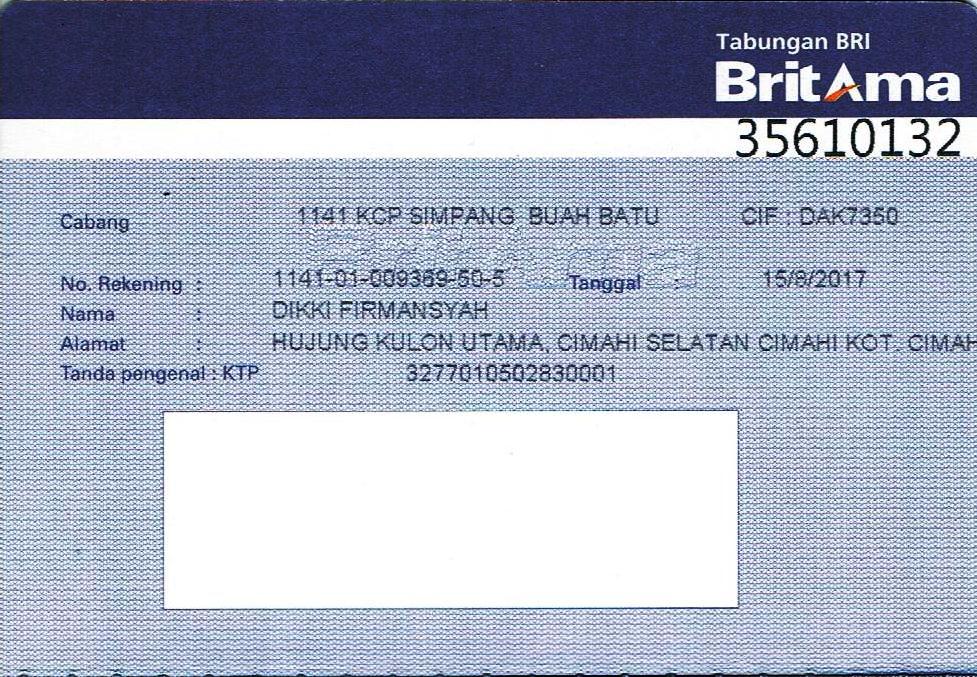 Tabungan BRI
BritAma
35610132
Cabang 1141 KCP SIMPANG BUAH BATU CIF : DAK7350
No. Rekening : 1141-01-009369-50-5 Tanggal : 15/8/2017
Nama : DIKKI FIRMANSYAH
Alamat : HUJUNG KULON UTAMA, CIMAHI SELATAN CIMAHI KOT. CIMAH
Tanda pengenal : KTP 3277010502830001